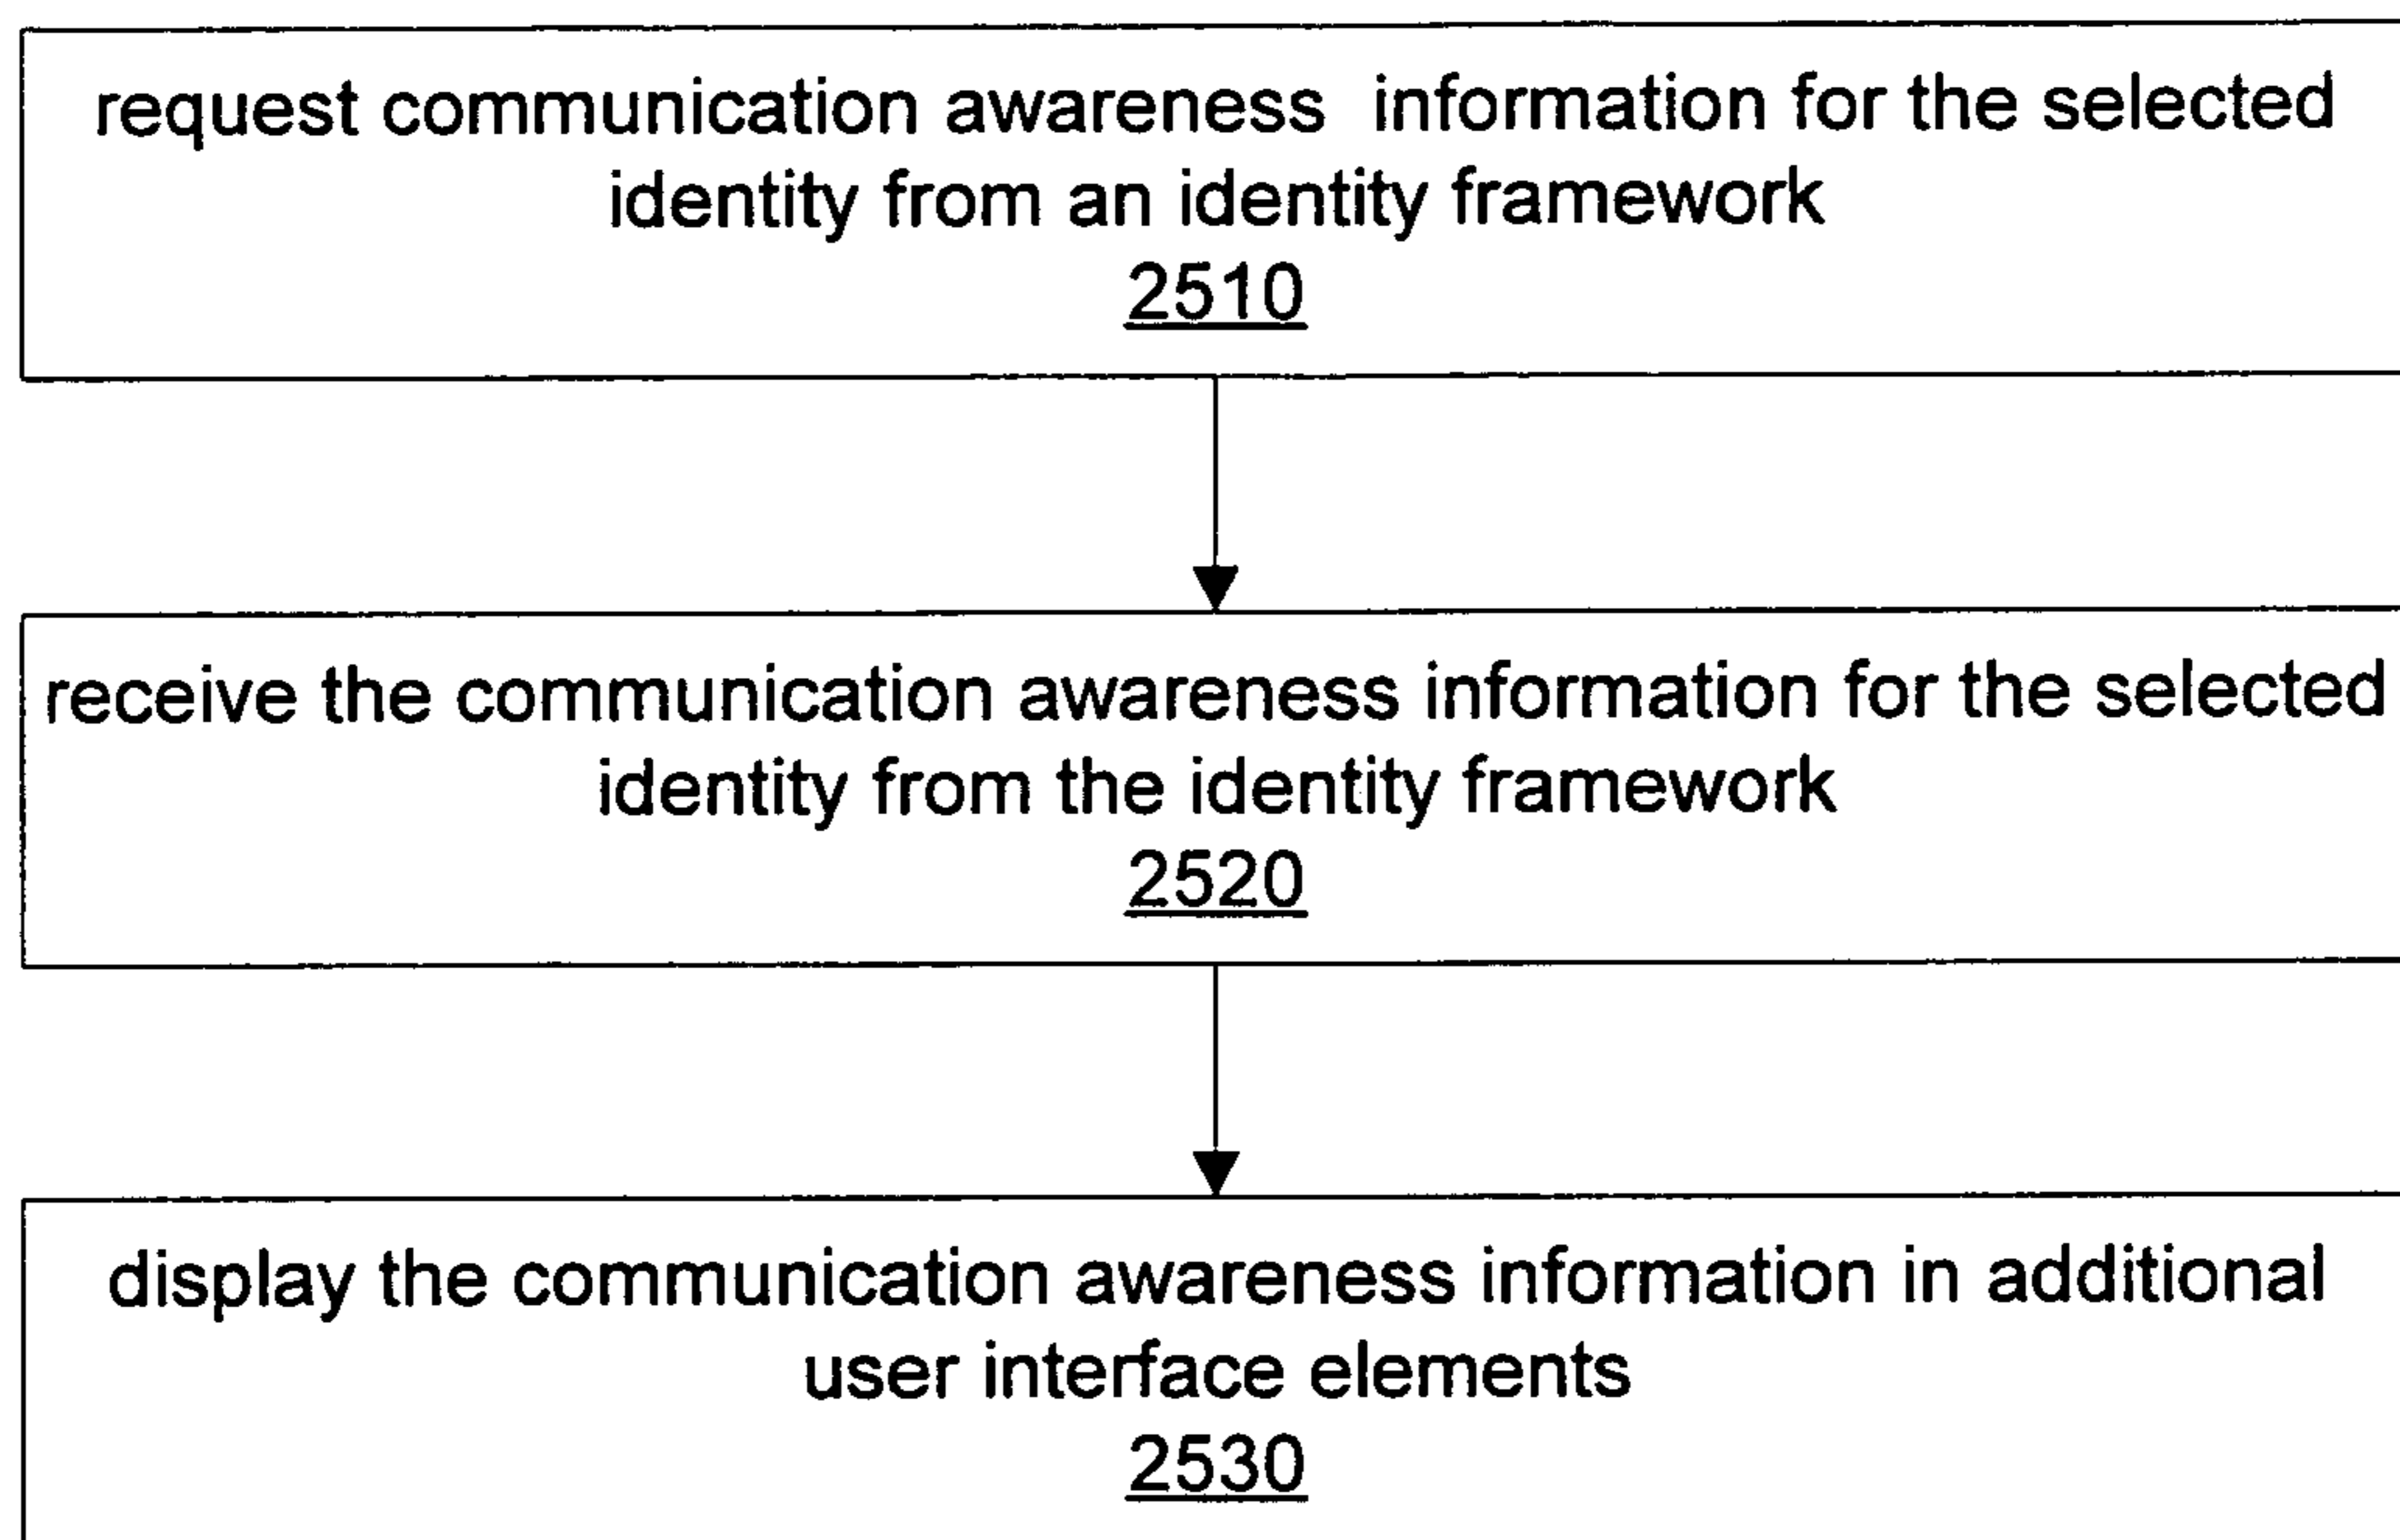 request communication awareness information for the selected
identity from an identity framework
2510
receive the communication awareness information for the selected
identity from the identity framework
2520
display the communication awareness information in additional
user interface elements
2530